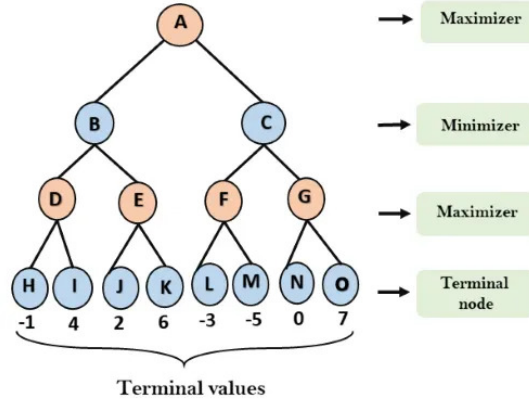 A
Maximizer
B
C
Minimizer
D
E
F
G
Maximizer
H
I
J
K
L
M
N
O
Terminal
node
-1
4
2
6
-3
-5
0
7
Terminal values